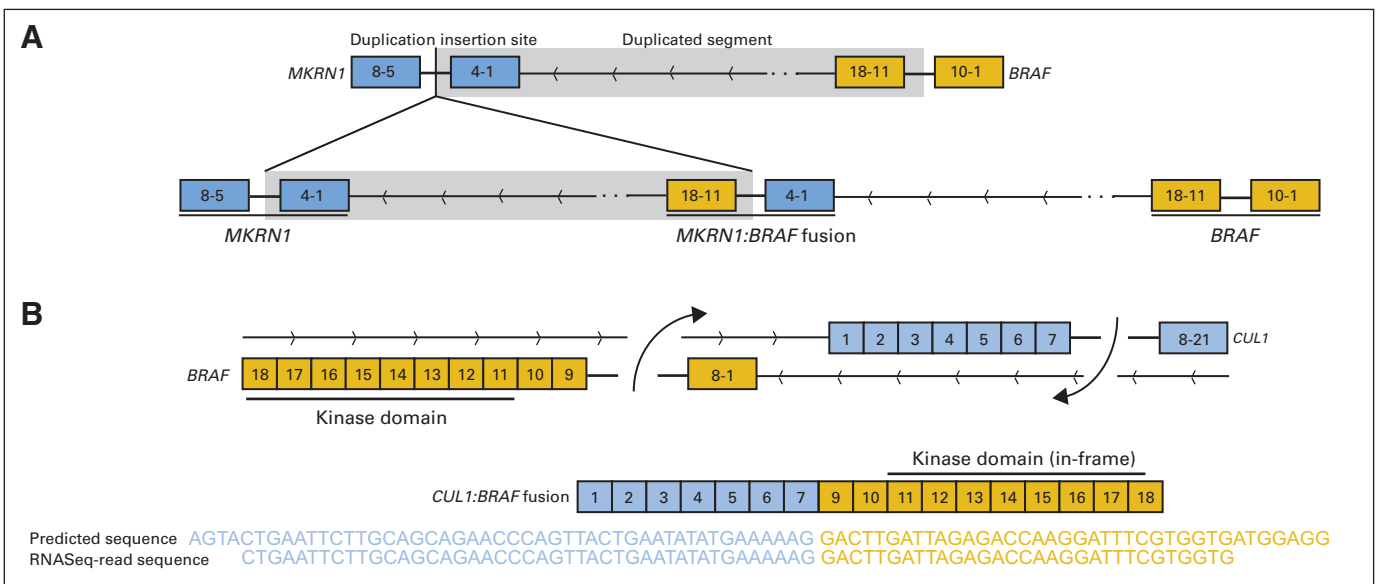 A
Duplication insertion site Duplicated segment
MKRN1 8-5 4-1 18-11 10-1 BRAF
8-5 4-1 18-11 4-1 18-11 10-1
MKRN1 MKRN1:BRAF fusion BRAF
B
1 2 3 4 5 6 7 8-21 CUL1
BRAF 18 17 16 15 14 13 12 11 10 9 8-1
Kinase domain
Kinase domain (in-frame)
CUL1:BRAF fusion 1 2 3 4 5 6 7 9 10 11 12 13 14 15 16 17 18
Predicted sequence AGTACTGAATTCTTGCAGCAGAACCCAGTTACTGAATATATGAAAAAG GACTTGATTAGAGACCAAGGATTTCGTGGTGATGGAGG
RNASeq-read sequence CTGAATTCTTGCAGCAGAACCCAGTTACTGAATATATGAAAAAG GACTTGATTAGAGACCAAGGATTTCGTGGTG